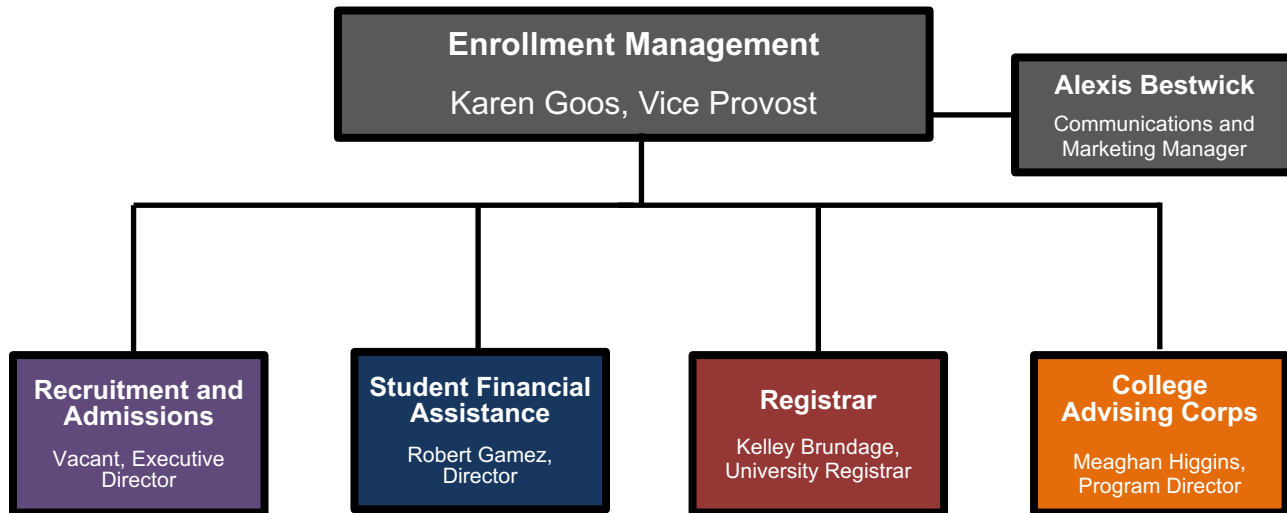 Enrollment Management
Karen Goos, Vice Provost
Alexis Bestwick
Communications and
Marketing Manager
Recruitment and
Admissions
Vacant, Executive
Director
Student Financial
Assistance
Robert Gamez,
Director
Registrar
Kelley Brundage,
University Registrar
College
Advising Corps
Meaghan Higgins,
Program Director